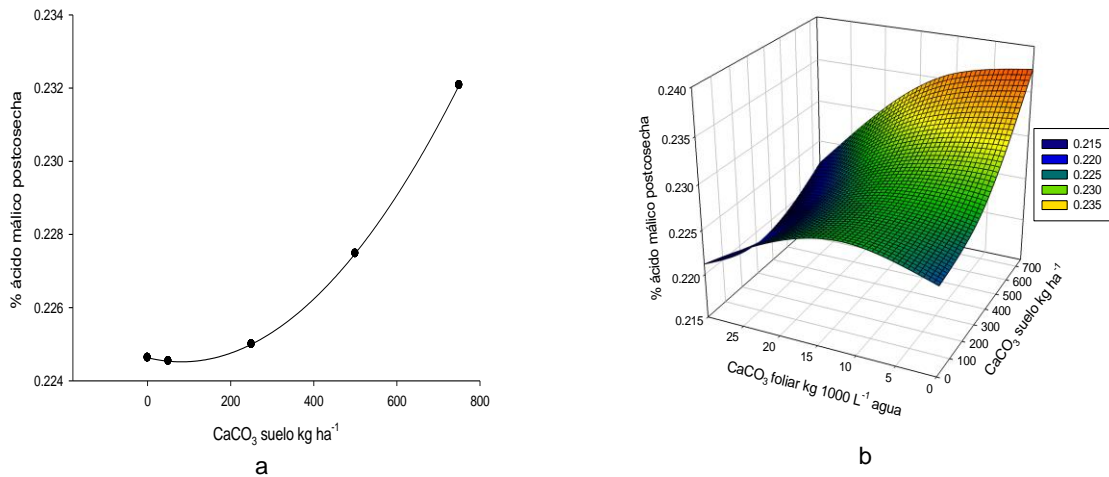 0.234
0.232
0.230
0.228
0.226
0.224
% ácido málico postcosecha
0 200 400 600 800
CaCO₃ suelo kg ha⁻¹
a
0.240
0.235
0.230
0.225
0.220
0.215
% ácido málico postcosecha
25 20 15 10 5 0
CaCO₃ foliar kg 1000 L⁻¹ agua
0 100 200 300 400 500 600 700
CaCO₃ suelo kg ha⁻¹
0.215
0.220
0.225
0.230
0.235
b